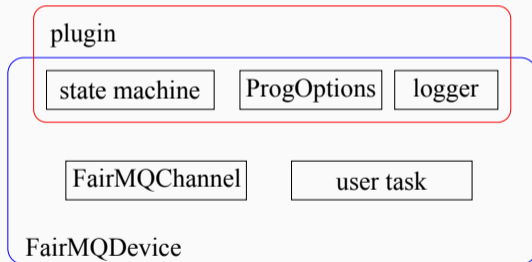 plugin
state machine ProgOptions logger
FairMQChannel user task
FairMQDevice